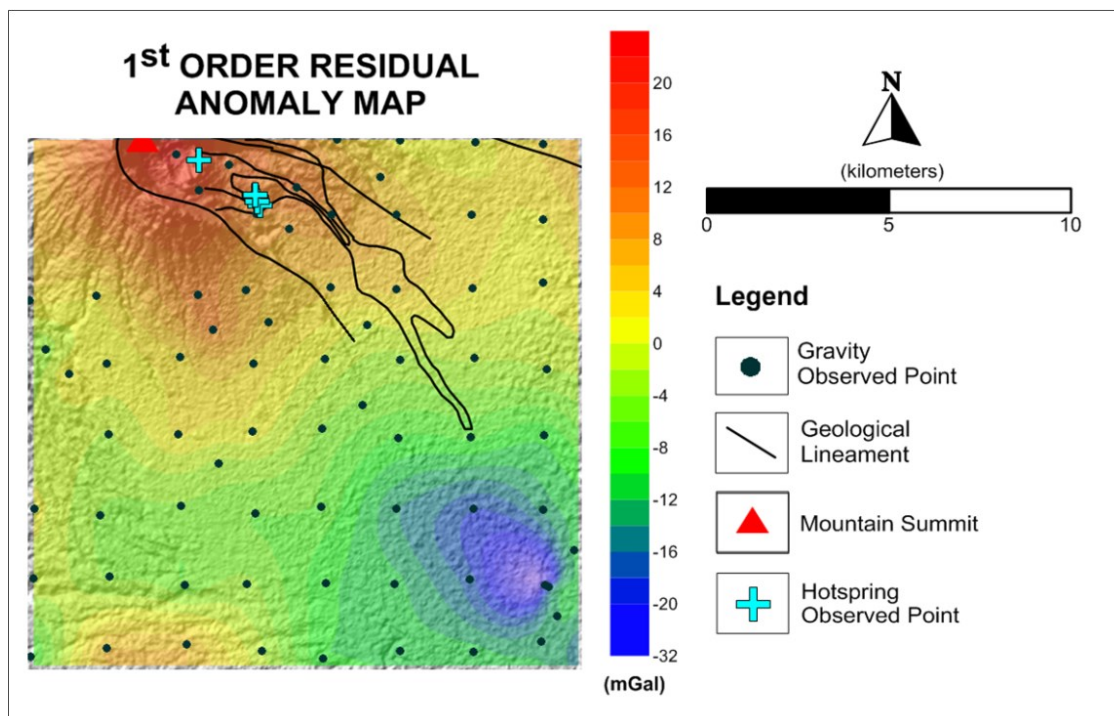 1st ORDER RESIDUAL
ANOMALY MAP
20
16
12
8
4
0
-4
-8
-12
-16
-20
-32
(mGal)
N
(kilometers)
0 5 10
Legend
Gravity
Observed Point
Geological
Lineament
Mountain Summit
Hotspring
Observed Point